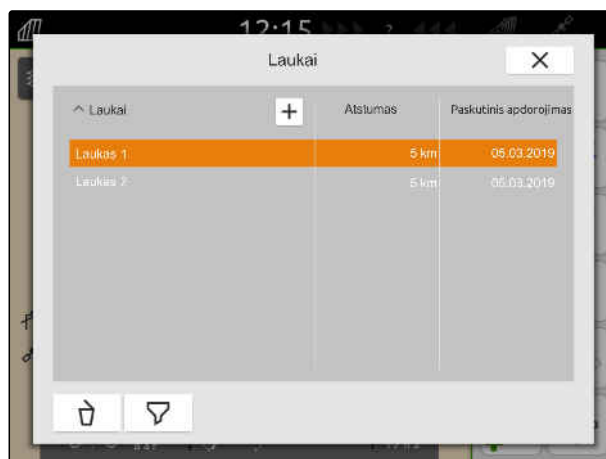 12:15
?
Laukai
Laukai Atstumas Paskutinis apdorojimas
Laukas 1 5 km 05.03.2019
Laukas 2 5 km 05.03.2019